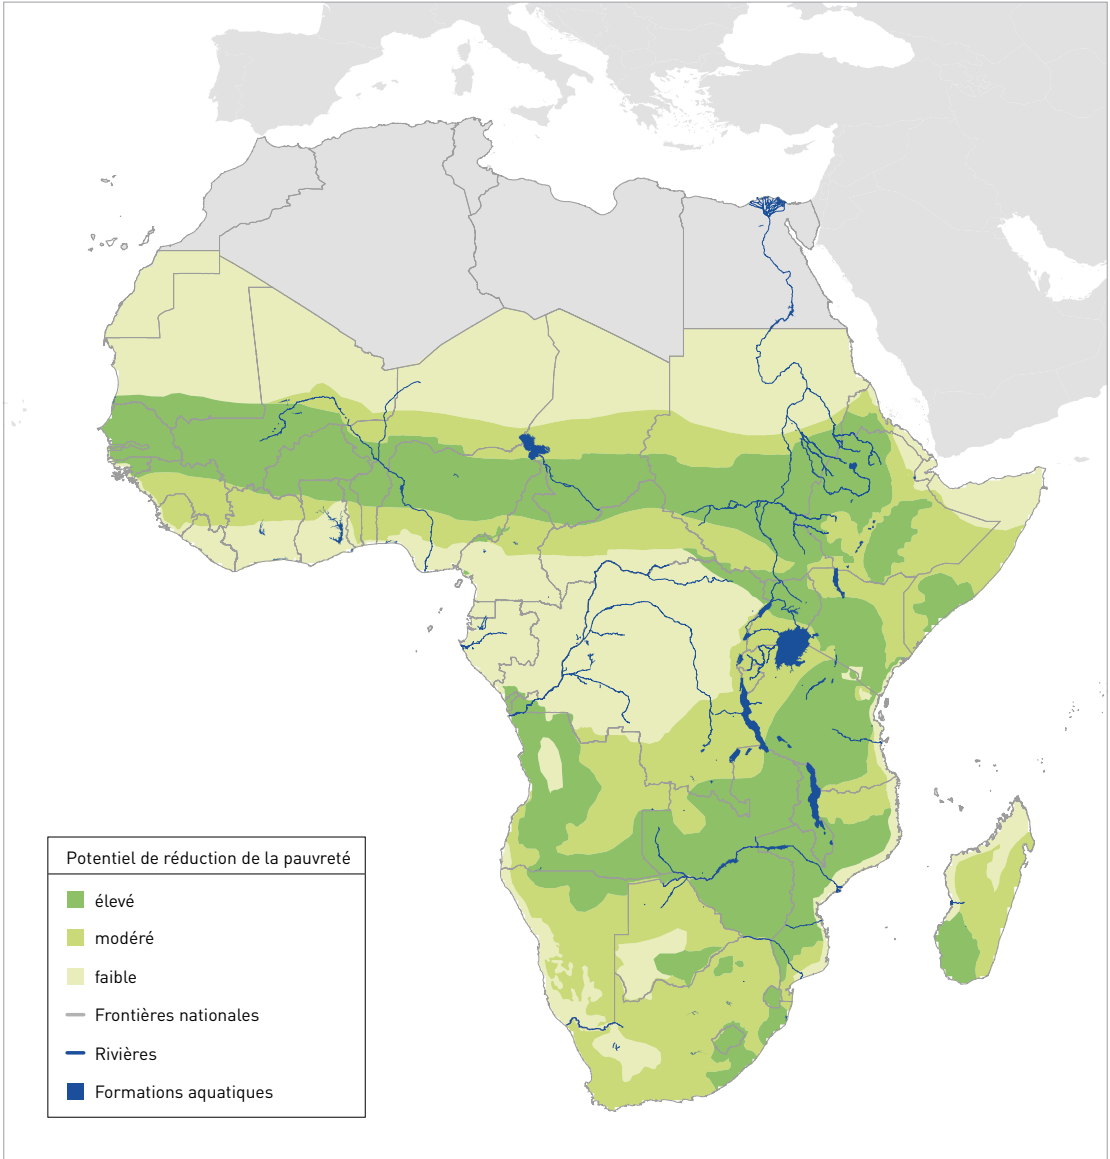 Potentiel de réduction de la pauvreté
élevé
modéré
faible
Frontières nationales
Rivières
Formations aquatiques